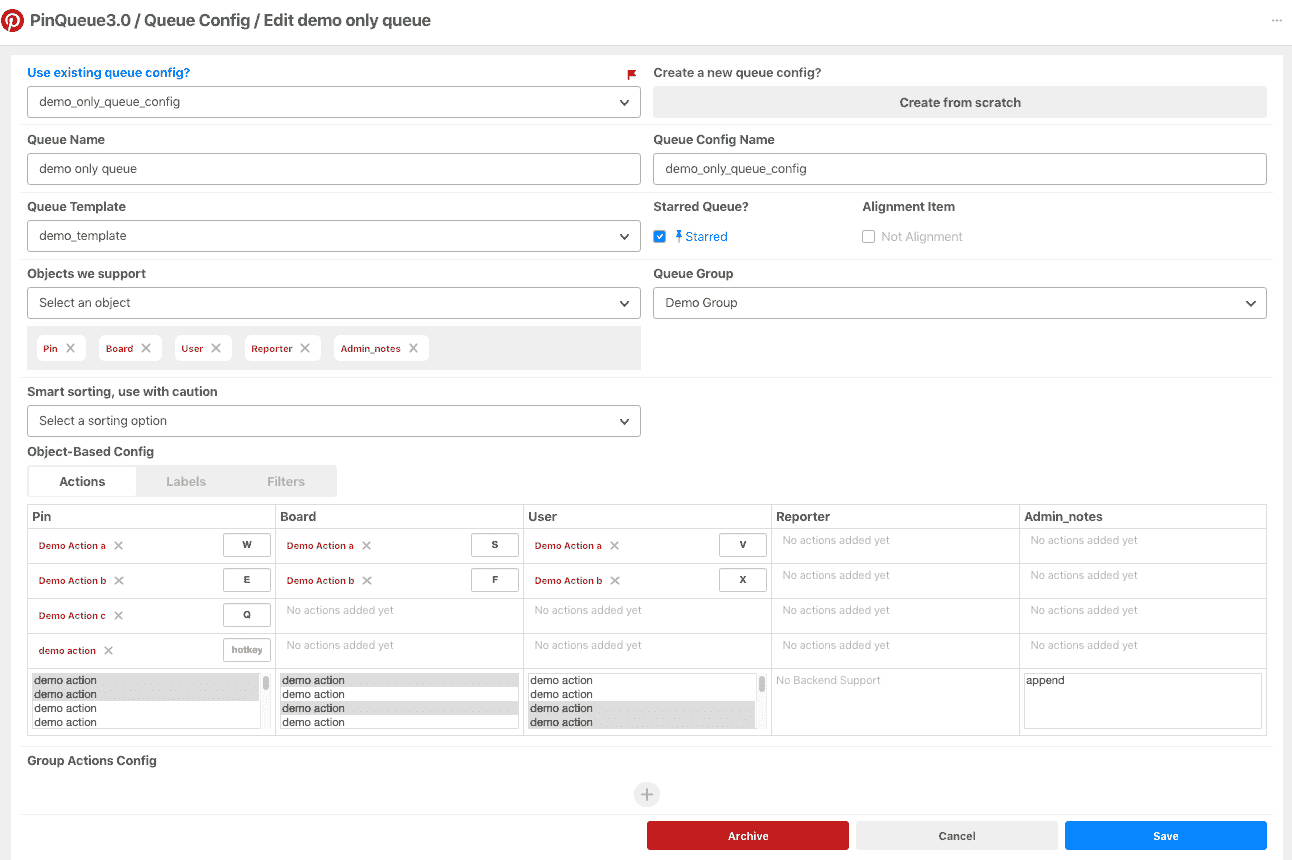 PinQueue3.0 / Queue Config / Edit demo only queue
...
Use existing queue config?
Create a new queue config?
demo_only_queue_config
Create from scratch
Queue Name
Queue Config Name
demo only queue
demo_only_queue_config
Queue Template
Starred Queue?
Alignment Item
demo_template
Starred
Not Alignment
Objects we support
Queue Group
Select an object
Demo Group
Pin
Board
User
Reporter
Admin_notes
Smart sorting, use with caution
Select a sorting option
Object-Based Config
Actions
Labels
Filters
Pin
Board
User
Reporter
Admin_notes
Demo Action a
W
Demo Action a
S
Demo Action a
V
No actions added yet
No actions added yet
Demo Action b
E
Demo Action b
F
Demo Action b
X
No actions added yet
No actions added yet
Demo Action c
Q
No actions added yet
No actions added yet
No actions added yet
No actions added yet
demo action
hotkey
No actions added yet
No actions added yet
No actions added yet
No actions added yet
demo action
demo action
demo action
demo action
demo action
demo action
demo action
demo action
demo action
demo action
demo action
demo action
No Backend Support
append
Group Actions Config
Archive
Cancel
Save